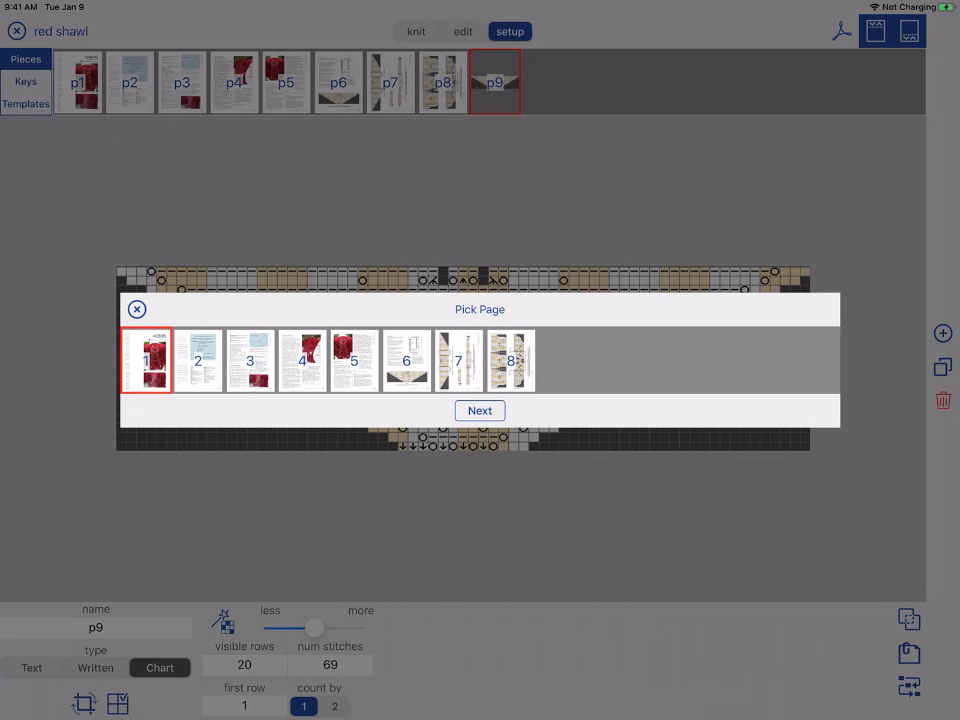 9:41 AM Tue Jan 9
Not Charging
red shawl
knit edit setup
Pieces
Keys
Templates
p1 p2 p3 p4 p5 p6 p7 p8 p9
Pick Page
1 2 3 4 5 6 7 8
Next
name
p9
type
Text Written Chart
less more
visible rows num stitches
20 69
first row count by
1 1 2